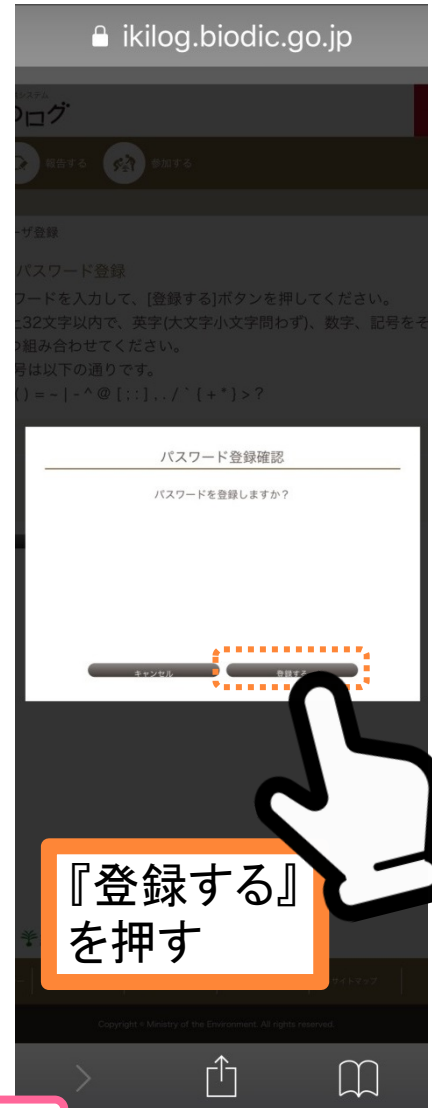 ikilog.biodic.go.jp
ログ
報告する
参加する
ーザ登録
パスワード登録
ワードを入力して、[登録する]ボタンを押してください。
32文字以内で、英字(大文字小文字問わず)、数字、記号をそ
組み合わせてください。
号は以下の通りです。
パスワード登録確認
パスワードを登録しますか?
キャンセル
登録する
『登録する』
を押す
サイトマップ
Copyright © Ministry of the Environment. All rights reserved.